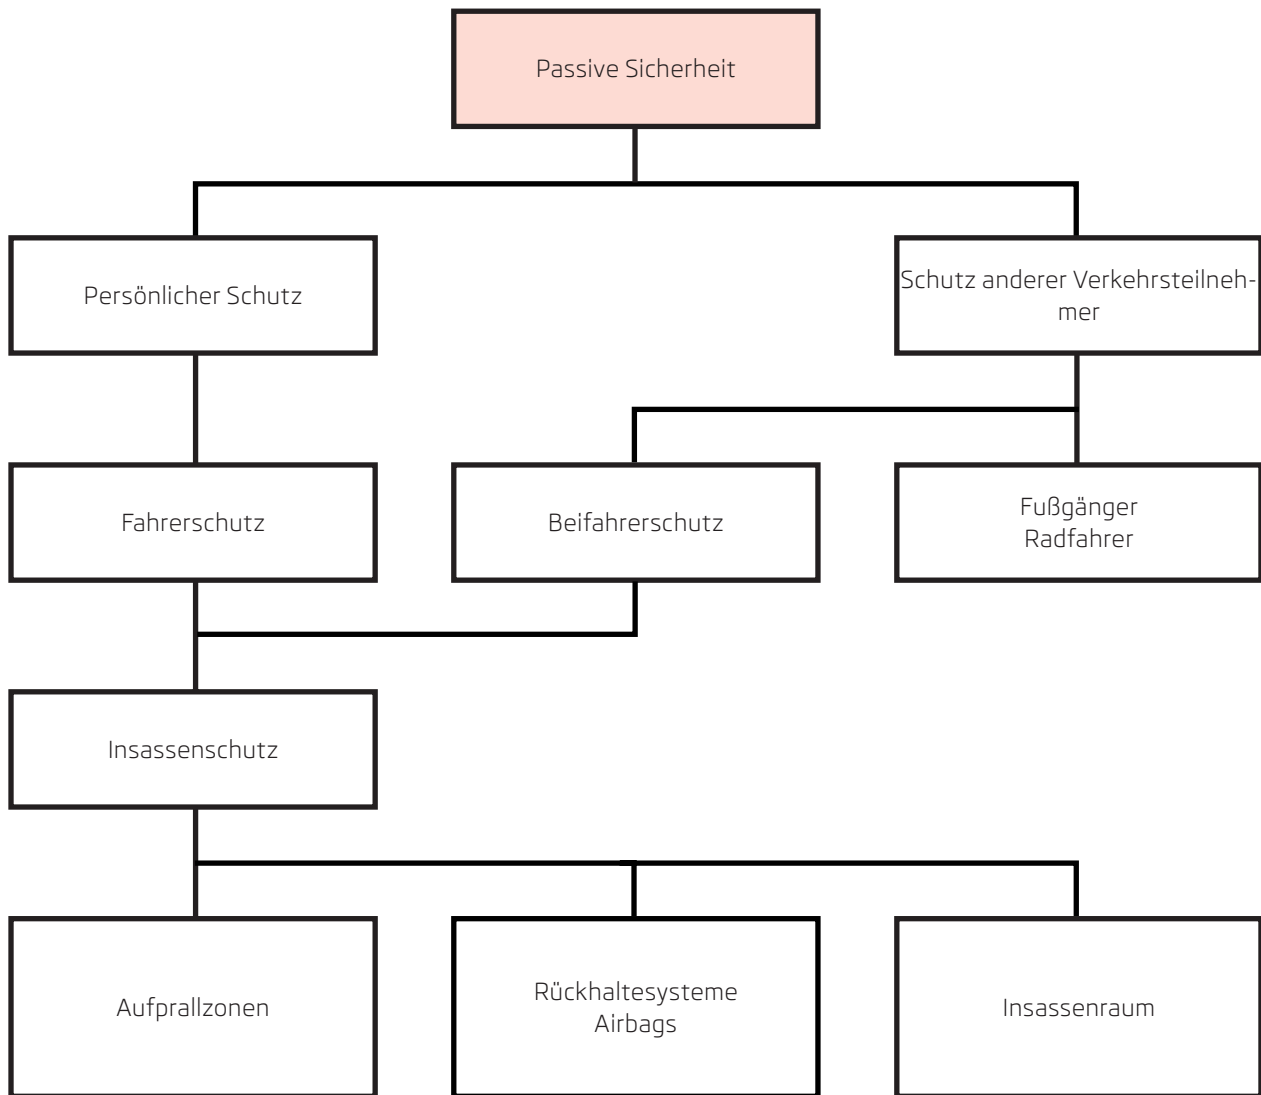 Passive Sicherheit
Persönlicher Schutz
Schutz anderer Verkehrsteilneh-
mer
Fahrerschutz
Beifahrerschutz
Fußgänger
Radfahrer
Insassenschutz
Aufprallzonen
Rückhaltesysteme
Airbags
Insassenraum